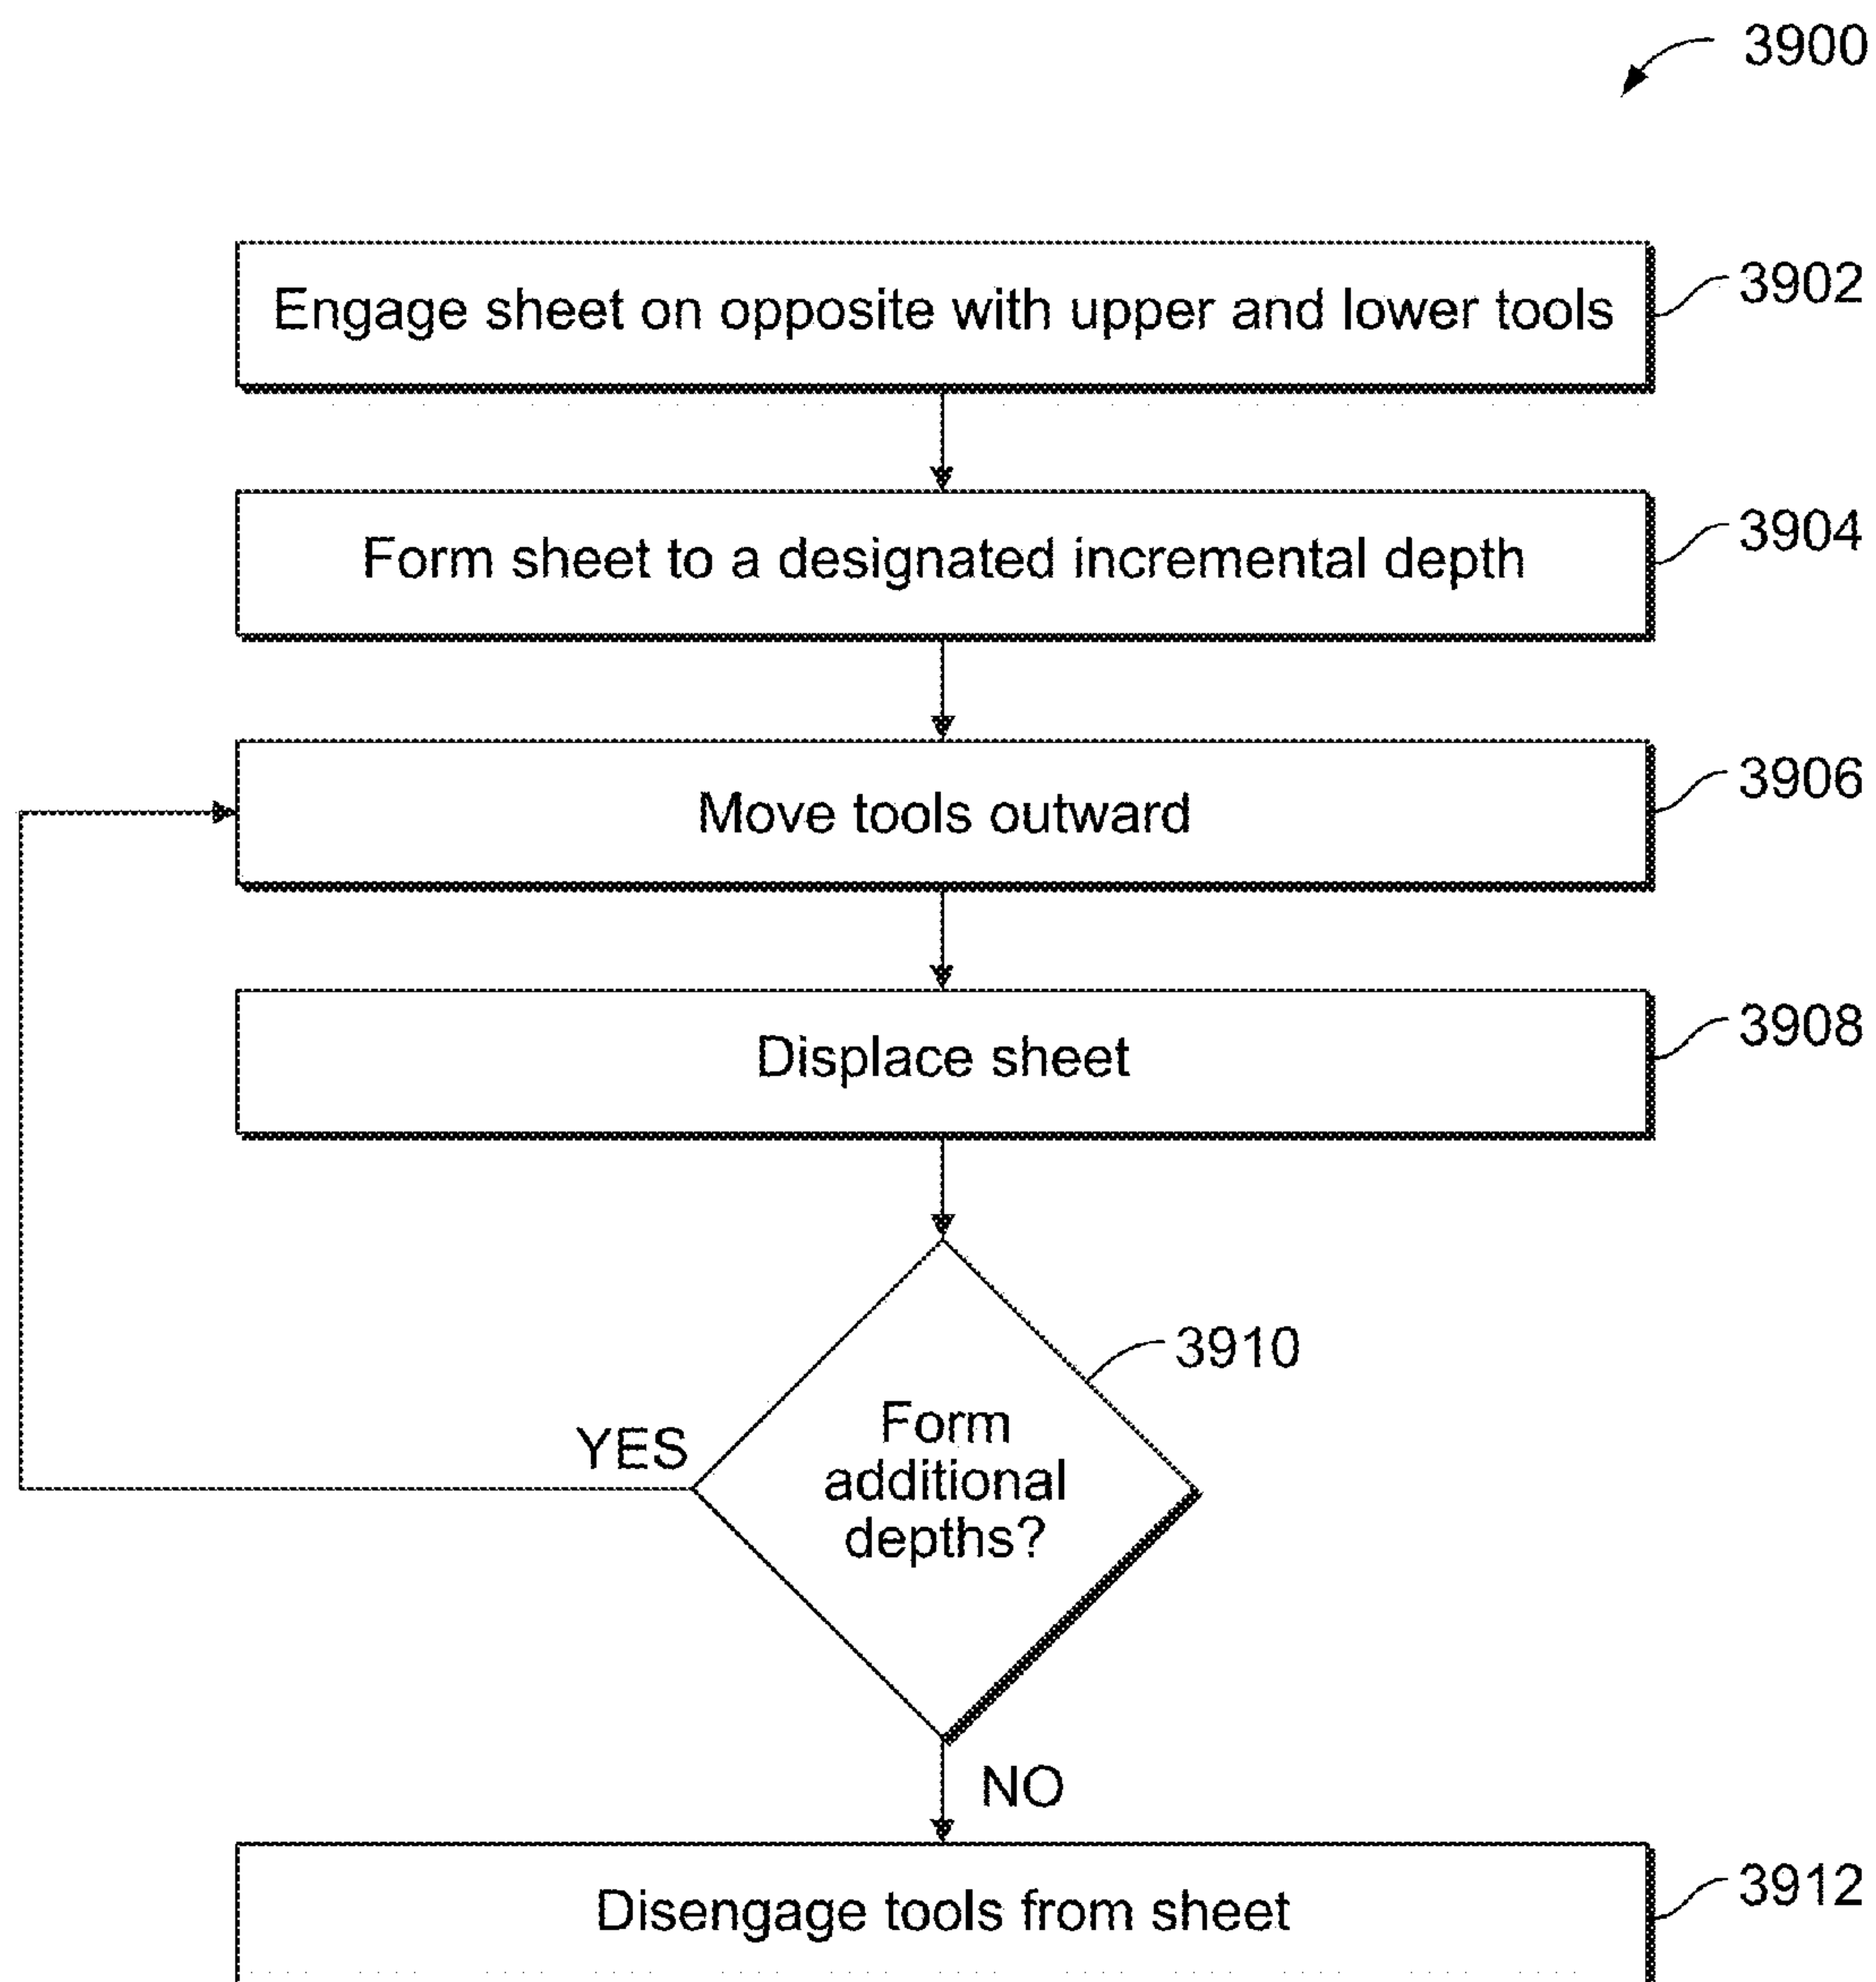 3900
Engage sheet on opposite with upper and lower tools
3902
Form sheet to a designated incremental depth
3904
Move tools outward
3906
Displace sheet
3908
3910
Form
additional
depths?
YES
NO
Disengage tools from sheet
3912